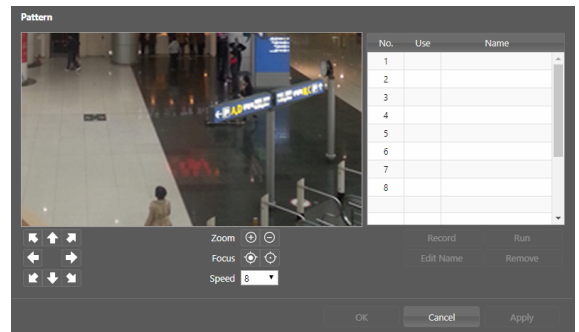 Pattern
No. Use Name
1
2
3
4
5
6
7
8
Zoom
Focus
Speed 8
Record Run
Edit Name Remove
OK Cancel Apply